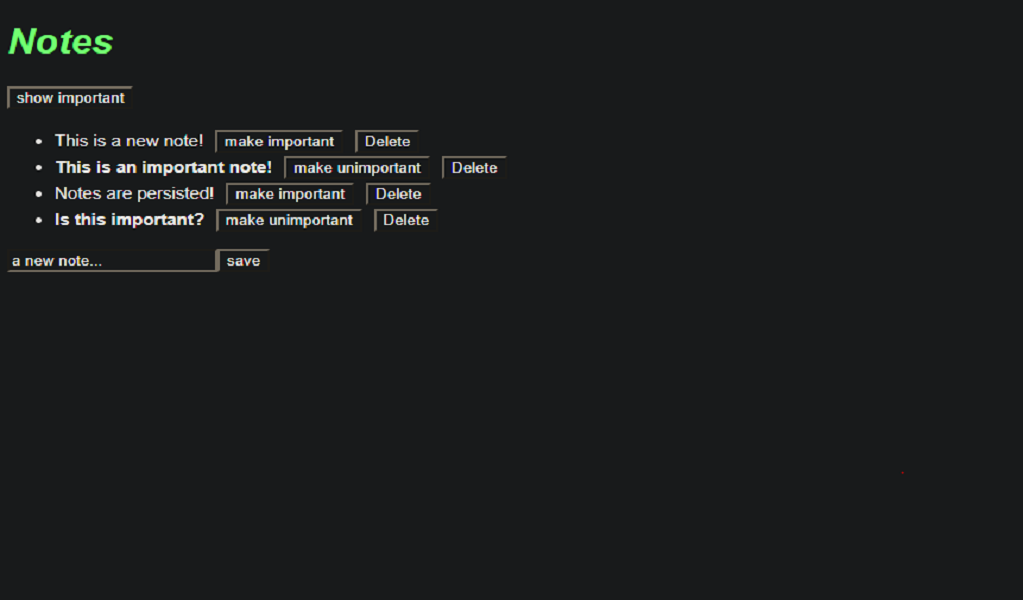 Notes
show important
This is a new note! make important Delete
This is an important note! make unimportant Delete
Notes are persisted! make important Delete
Is this important? make unimportant Delete
a new note... save